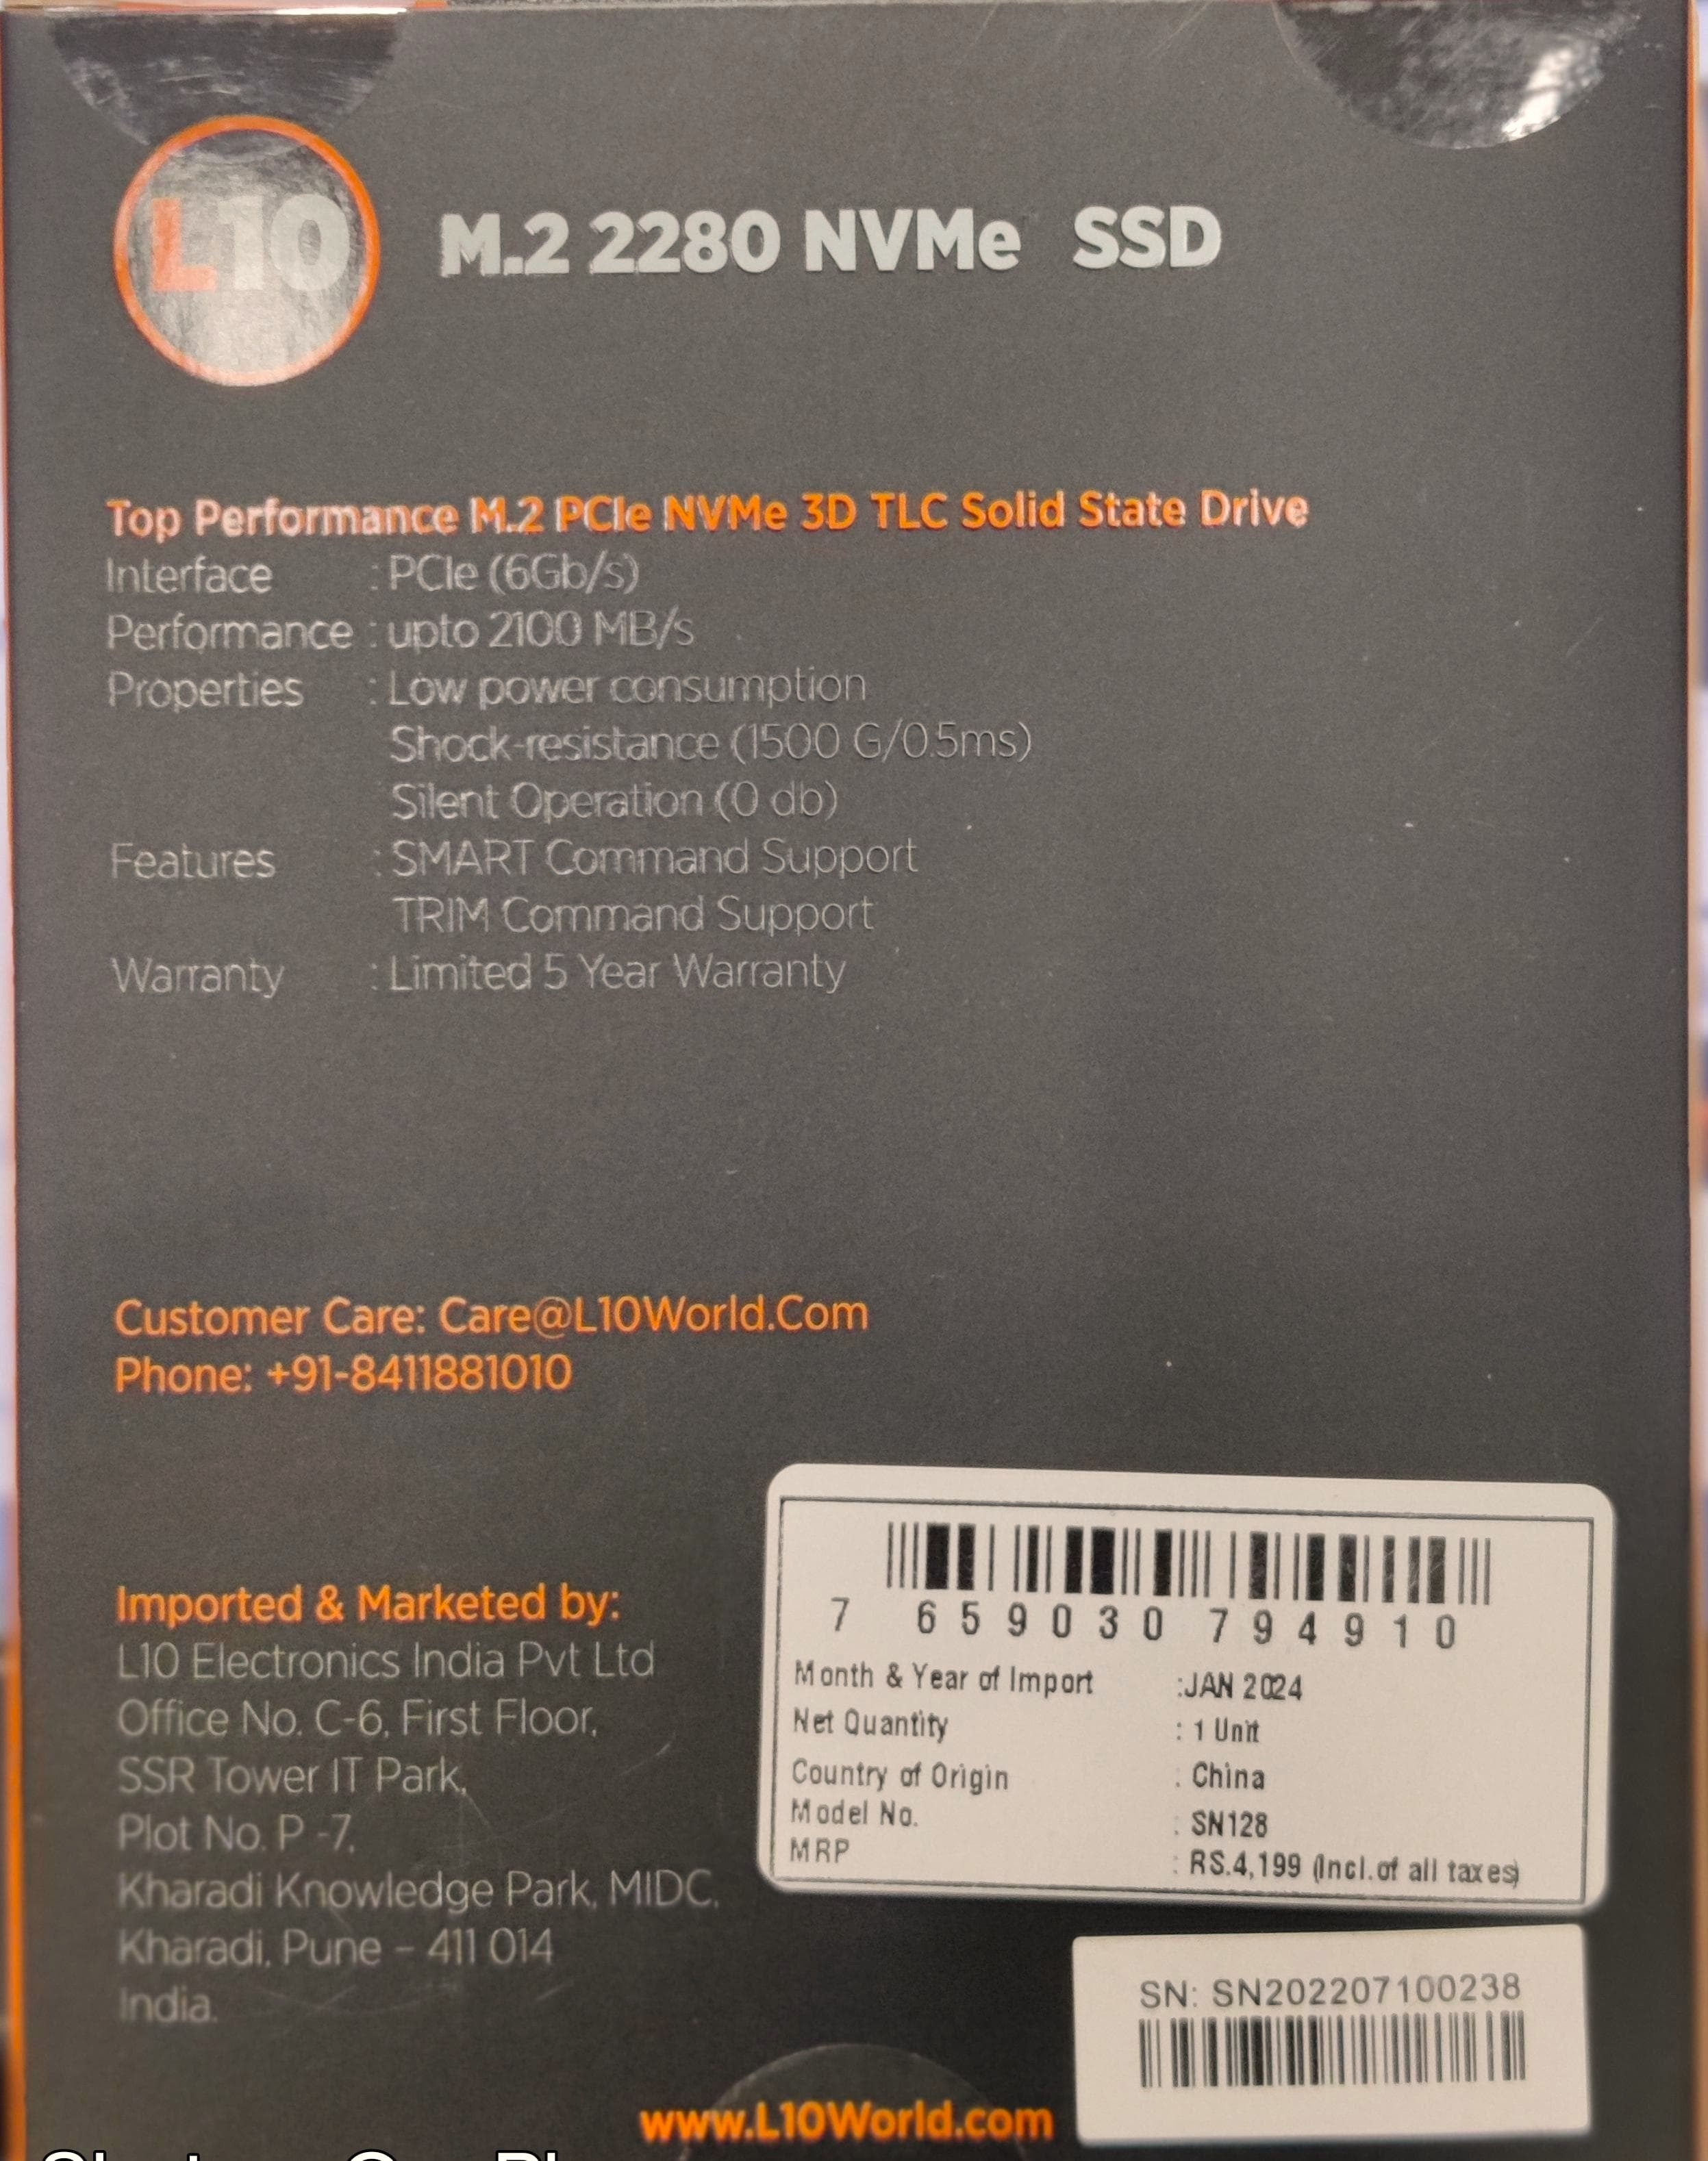 L10
M.2 2280 NVMe SSD
Top Performance M.2 PCIe NVMe 3D TLC Solid State Drive
Interface : PCIe (6Gb/s)
Performance : upto 2100 MB/s
Properties : Low power consumption
Shock-resistance (1500 G/0.5ms)
Silent Operation (0 db)
Features : SMART Command Support
TRIM Command Support
Warranty : Limited 5 Year Warranty
Customer Care: Care@L10World.Com
Phone: +91-8411881010
Imported & Marketed by:
L10 Electronics India Pvt Ltd
Office No. C-6, First Floor,
SSR Tower IT Park,
Plot No. P -7,
Kharadi Knowledge Park, MIDC,
Kharadi, Pune – 411 014
India.
7 659030 794910
Month & Year of Import :JAN 2024
Net Quantity : 1 Unit
Country of Origin : China
Model No. : SN128
MRP : RS.4,199 (Incl.of all taxes)
SN: SN202207100238
www.L10World.com